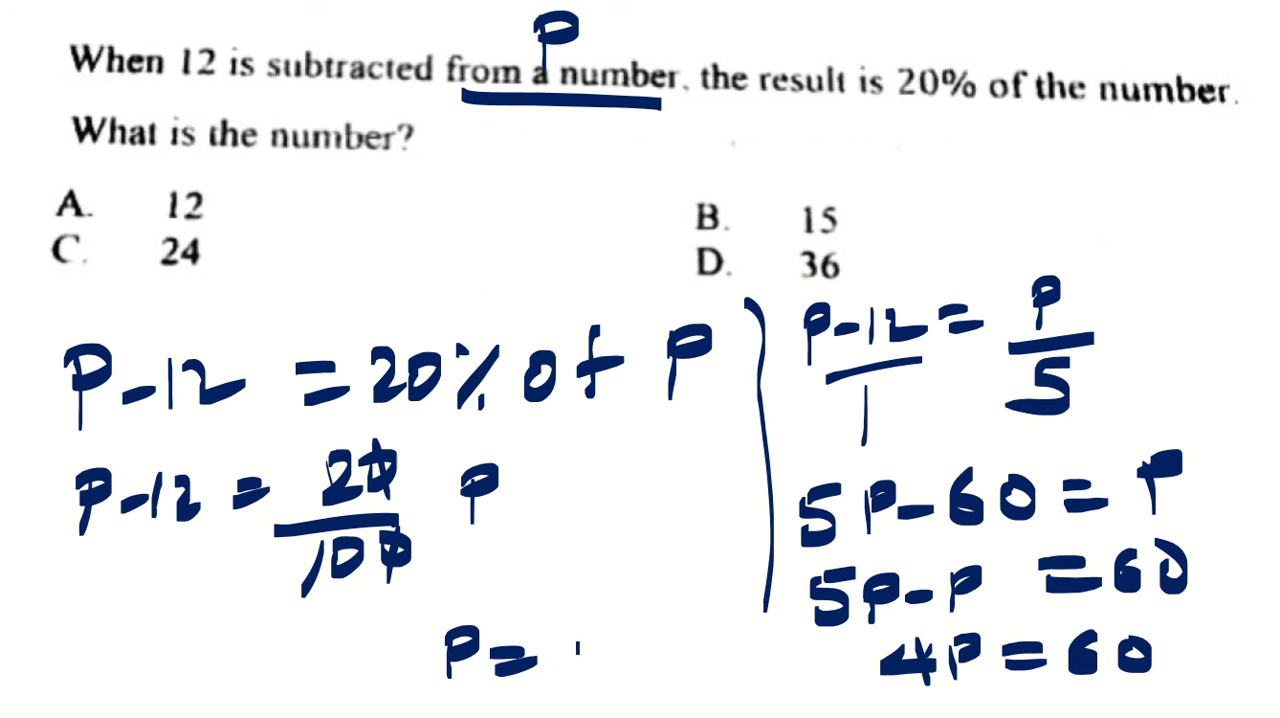 When 12 is subtracted from a number, the result is 20% of the number.
P
What is the number?
A. 12
B. 15
C. 24
D. 36
P-12 = 20% of P
P-12 = 20/100 P
P-12/1 = P/5
5P-60 = P
5P-P = 60
4P = 60
P =